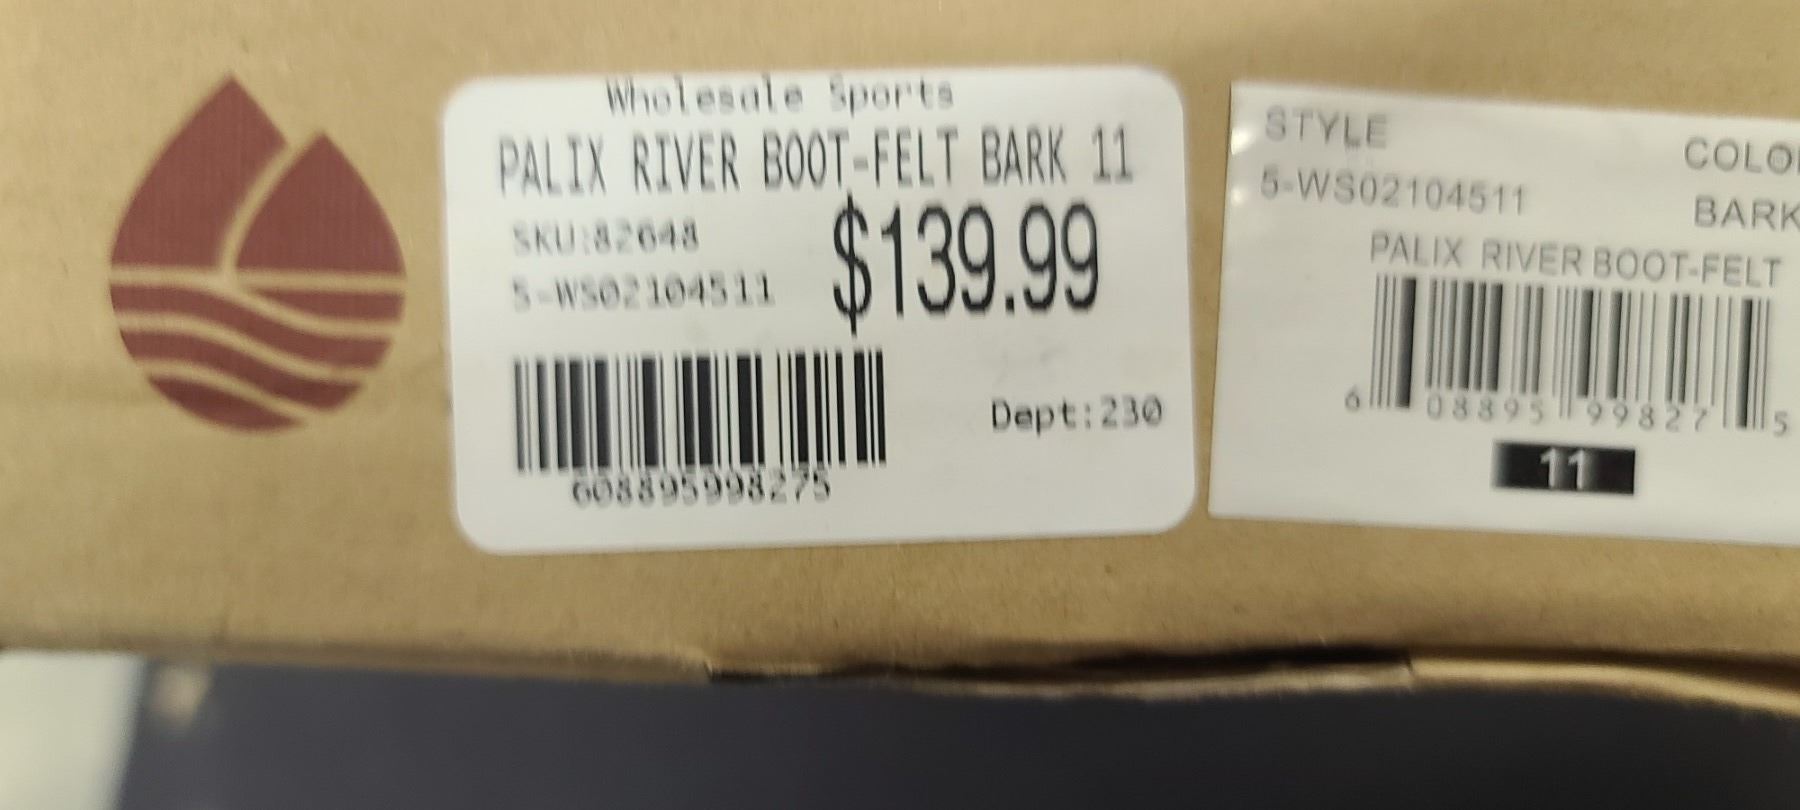 Wholesale Sports
PALIX RIVER BOOT-FELT BARK 11
SKU:82648
$139.99
5-WS02104511
Dept:230
608895998275
STYLE
5-WS02104511
COLO
BARK
PALIX RIVER BOOT-FELT
6 08895 99827 5
11